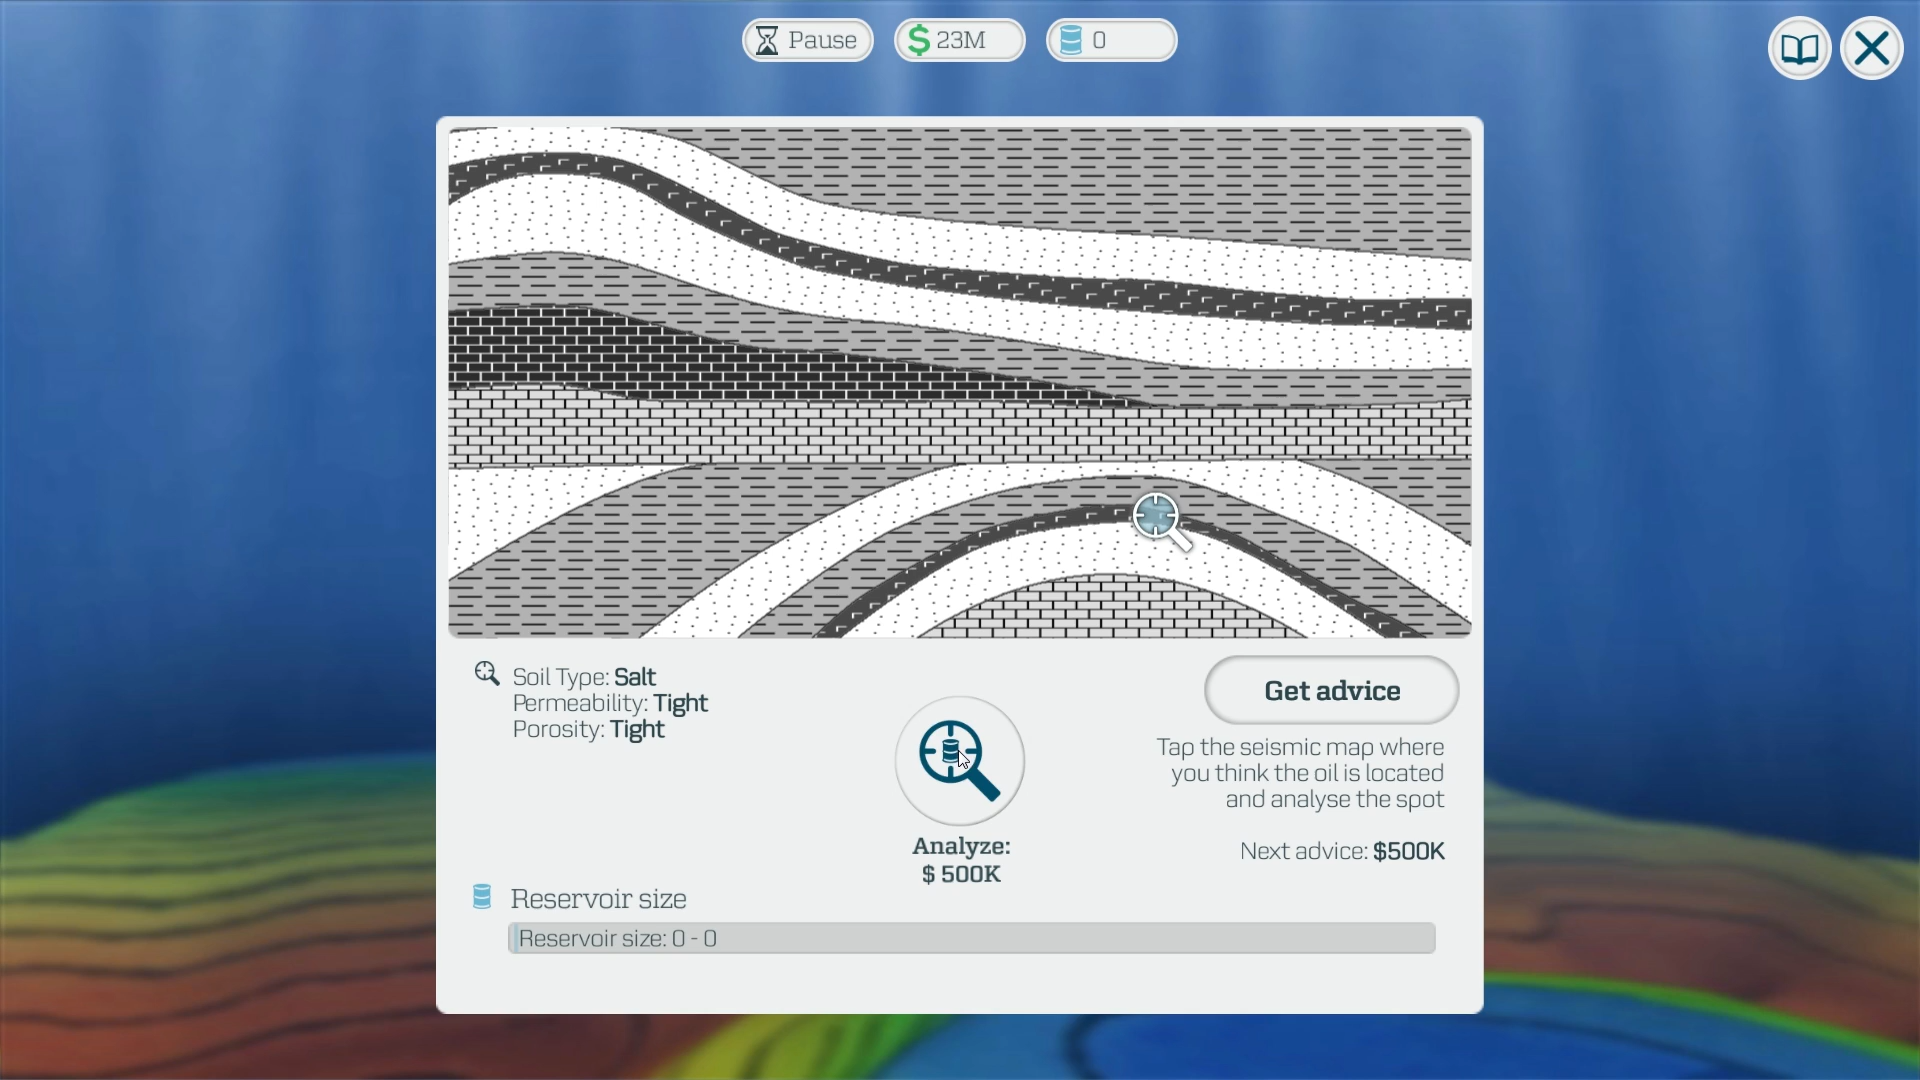 Pause
$ 23M
0
Soil Type: Salt
Permeability: Tight
Porosity: Tight
Get advice
Tap the seismic map where
you think the oil is located
and analyse the spot
Analyze:
$ 500K
Next advice: $500K
Reservoir size
Reservoir size: 0 - 0